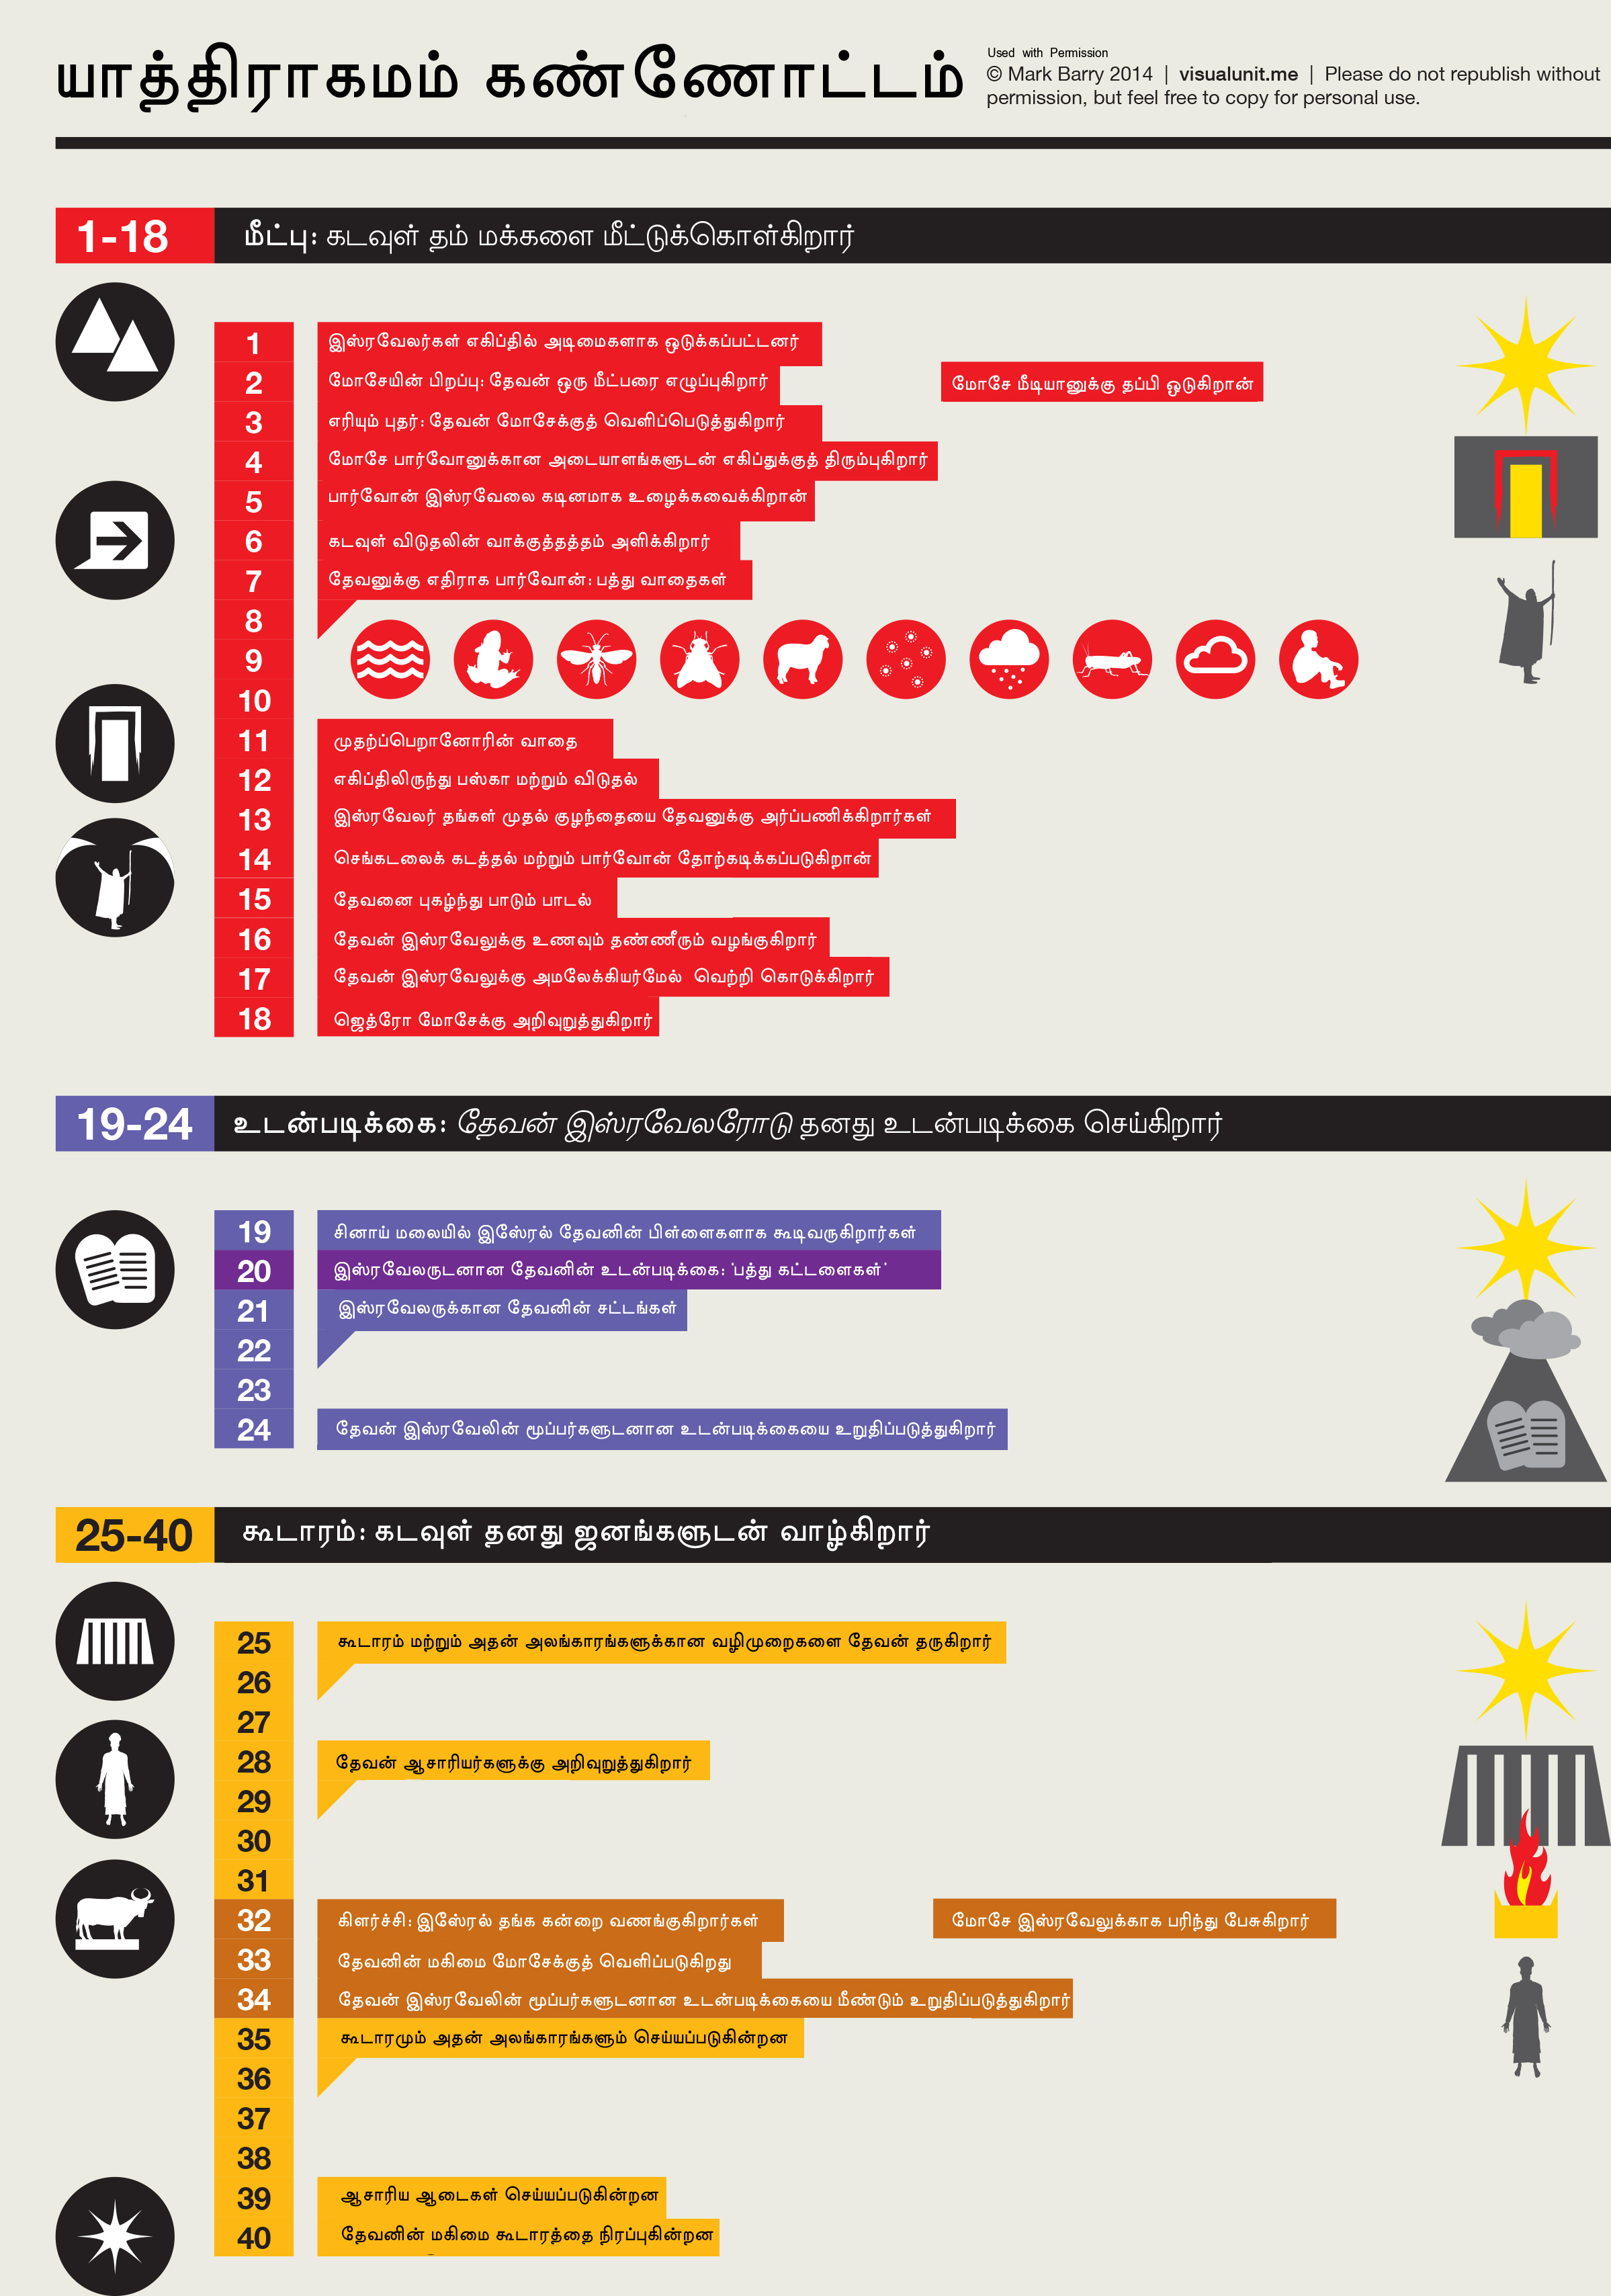 யாத்திராகமம் கண்ணோட்டம்
Used with Permission
© Mark Barry 2014 | visualunit.me | Please do not republish without
permission, but feel free to copy for personal use.
1-18 மீட்பு: கடவுள் தம் மக்களை மீட்டுக்கொள்கிறார்
1 இஸ்ரவேலர்கள் எகிப்தில் அடிமைகளாக ஒடுக்கப்பட்டனர்
2 மோசேயின் பிறப்பு: தேவன் ஒரு மீட்பரை எழுப்புகிறார் மோசே மீடியானுக்கு தப்பி ஒடுகிறான்
3 எரியும் புதர்: தேவன் மோசேக்குத் வெளிப்பெடுத்துகிறார்
4 மோசே பார்வோனுக்கான அடையாளங்களுடன் எகிப்துக்குத் திரும்புகிறார்
5 பார்வோன் இஸ்ரவேலை கடினமாக உழைக்கவைக்கிறான்
6 கடவுள் விடுதலின் வாக்குத்தத்தம் அளிக்கிறார்
7 தேவனுக்கு எதிராக பார்வோன்: பத்து வாதைகள்
8
9
10
11 முதற்ப்பெறானோரின் வாதை
12 எகிப்திலிருந்து பஸ்கா மற்றும் விடுதல்
13 இஸ்ரவேலர் தங்கள் முதல் குழந்தையை தேவனுக்கு அர்ப்பணிக்கிறார்கள்
14 செங்கடலைக் கடத்தல் மற்றும் பார்வோன் தோற்கடிக்கப்படுகிறான்
15 தேவனை புகழ்ந்து பாடும் பாடல்
16 தேவன் இஸ்ரவேலுக்கு உணவும் தண்ணீரும் வழங்குகிறார்
17 தேவன் இஸ்ரவேலுக்கு அமலேக்கியர்மேல் வெற்றி கொடுக்கிறார்
18 ஜெத்ரோ மோசேக்கு அறிவுறுத்துகிறார்
19-24 உடன்படிக்கை: தேவன் இஸ்ரவேலரோடு தனது உடன்படிக்கை செய்கிறார்
19 சினாய் மலையில் இஸ்ரேல் தேவனின் பிள்ளைகளாக கூடிவருகிறார்கள்
20 இஸ்ரவேலருடனான தேவனின் உடன்படிக்கை: 'பத்து கட்டளைகள்'
21 இஸ்ரவேலருக்கான தேவனின் சட்டங்கள்
22
23
24 தேவன் இஸ்ரவேலின் மூப்பர்களுடனான உடன்படிக்கையை உறுதிப்படுத்துகிறார்
25-40 கூடாரம்: கடவுள் தனது ஜனங்களுடன் வாழ்கிறார்
25 கூடாரம் மற்றும் அதன் அலங்காரங்களுக்கான வழிமுறைகளை தேவன் தருகிறார்
26
27
28 தேவன் ஆசாரியர்களுக்கு அறிவுறுத்துகிறார்
29
30
31
32 கிளர்ச்சி: இஸ்ரேல் தங்க கன்றை வணங்குகிறார்கள் மோசே இஸ்ரவேலுக்காக பரிந்து பேசுகிறார்
33 தேவனின் மகிமை மோசேக்குத் வெளிப்படுகிறது
34 தேவன் இஸ்ரவேலின் மூப்பர்களுடனான உடன்படிக்கையை மீண்டும் உறுதிப்படுத்துகிறார்
35 கூடாரமும் அதன் அலங்காரங்களும் செய்யப்படுகின்றன
36
37
38
39 ஆசாரிய ஆடைகள் செய்யப்படுகின்றன
40 தேவனின் மகிமை கூடாரத்தை நிரப்புகின்றன